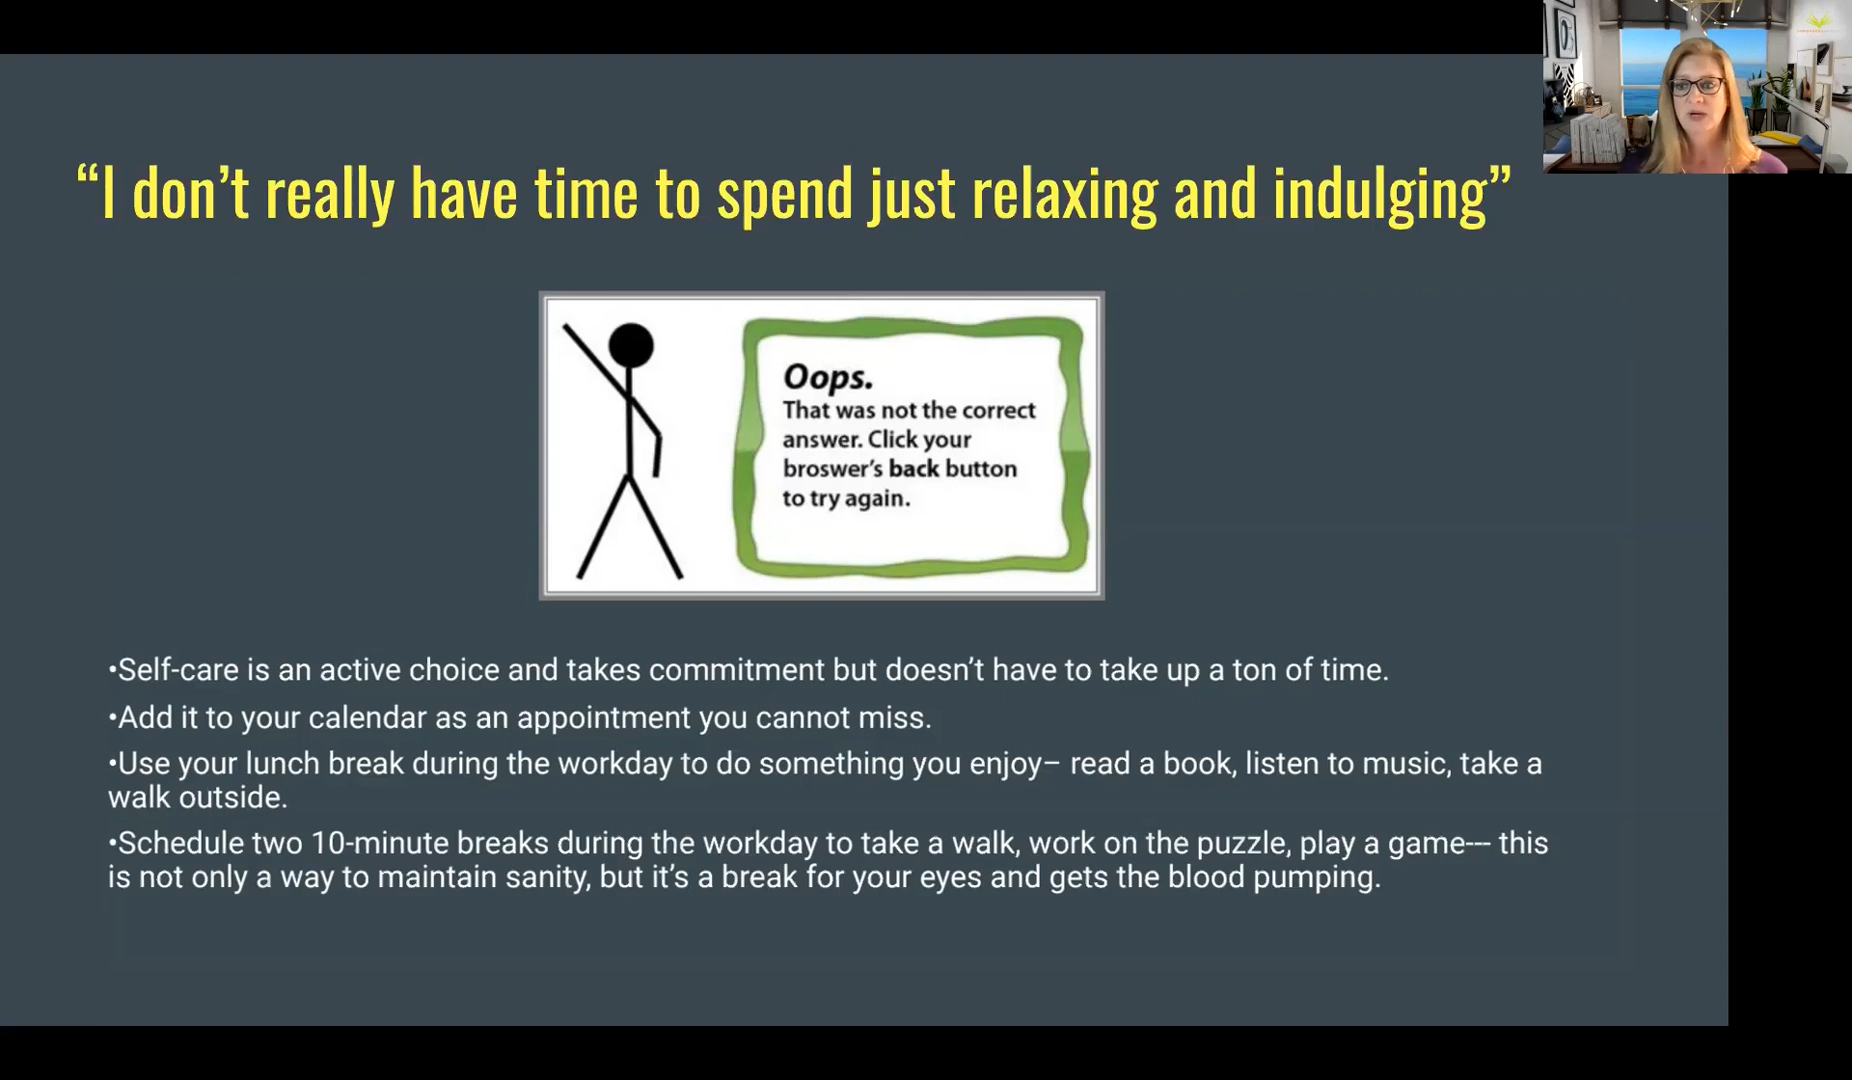 “I don’t really have time to spend just relaxing and indulging”
Oops.
That was not the correct
answer. Click your
broswer’s back button
to try again.
•Self-care is an active choice and takes commitment but doesn’t have to take up a ton of time.
•Add it to your calendar as an appointment you cannot miss.
•Use your lunch break during the workday to do something you enjoy– read a book, listen to music, take a
walk outside.
•Schedule two 10-minute breaks during the workday to take a walk, work on the puzzle, play a game--- this
is not only a way to maintain sanity, but it’s a break for your eyes and gets the blood pumping.